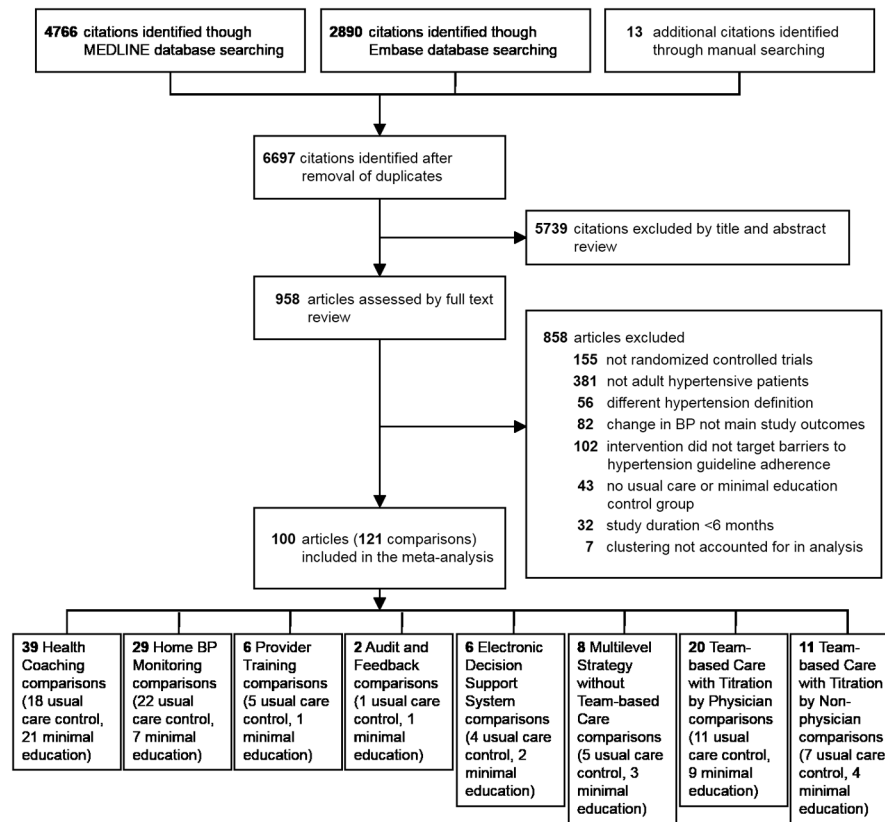 4766 citations identified though
MEDLINE database searching
2890 citations identified though
Embase database searching
13 additional citations identified
through manual searching
6697 citations identified after
removal of duplicates
5739 citations excluded by title and abstract
review
958 articles assessed by full text
review
858 articles excluded
155 not randomized controlled trials
381 not adult hypertensive patients
56 different hypertension definition
82 change in BP not main study outcomes
102 intervention did not target barriers to
hypertension guideline adherence
43 no usual care or minimal education
control group
32 study duration <6 months
7 clustering not accounted for in analysis
100 articles (121 comparisons)
included in the meta-analysis
39 Health
Coaching
comparisons
(18 usual
care control,
21 minimal
education)
29 Home BP
Monitoring
comparisons
(22 usual
care control,
7 minimal
education)
6 Provider
Training
comparisons
(5 usual
care control, 1
minimal
education)
2 Audit and
Feedback
comparisons
(1 usual care
control, 1
minimal
education)
6 Electronic
Decision
Support
System
comparisons
(4 usual care
control, 2
minimal
education)
8 Multilevel
Strategy
without
Team-based
Care
comparisons
(5 usual care
control, 3
minimal
education)
20 Team-
based Care
with Titration
by Physician
comparisons
(11 usual
care control,
9 minimal
education)
11 Team-
based Care
with Titration
by Non-
physician
comparisons
(7 usual care
control, 4
minimal
education)